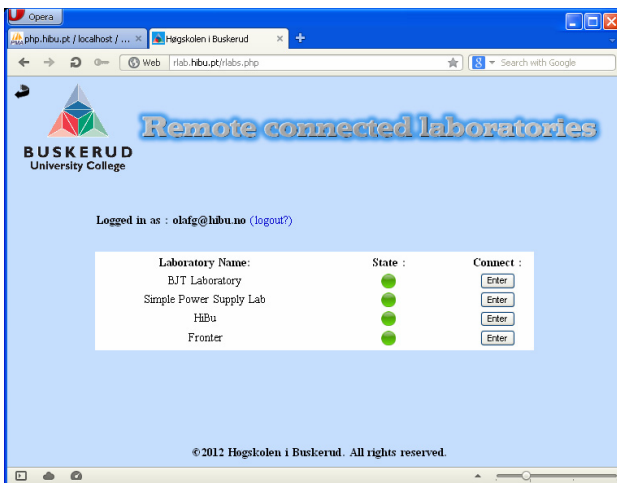 Opera
php.hibu.pt / localhost / ...
Høgskolen i Buskerud
Web rlab.hibu.pt/rlabs.php
8 Search with Google
BUSKERUD
University College
Remote connected laboratories
Logged in as : olafg@hibu.no (logout?)
Laboratory Name: State : Connect :
BJT Laboratory Enter
Simple Power Supply Lab Enter
HiBu Enter
Fronter Enter
©2012 Hogskolen i Buskerud. All rights reserved.